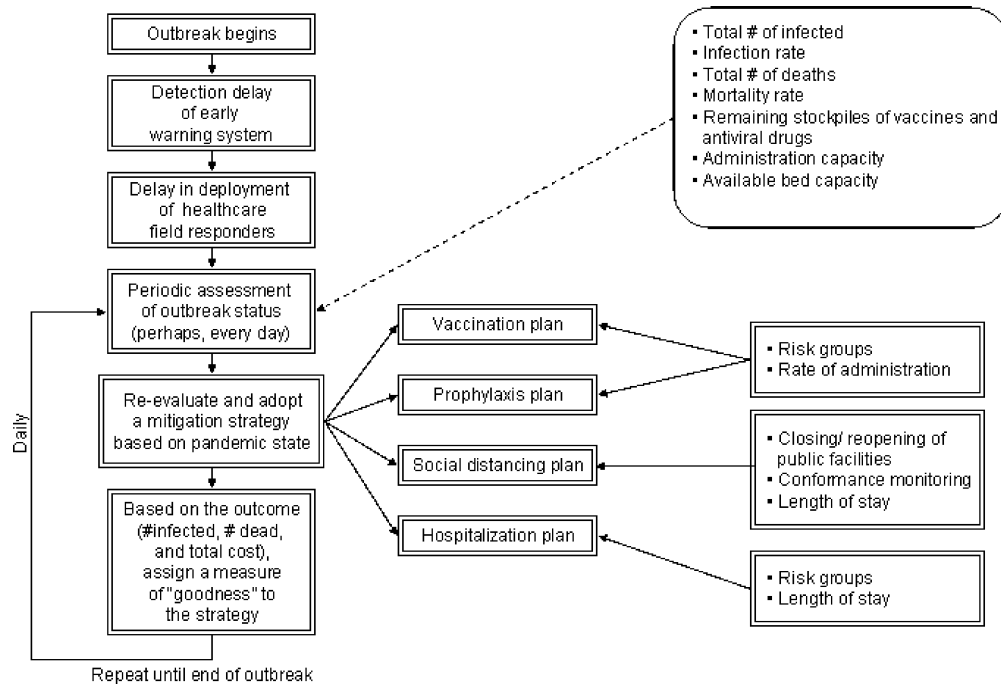 Outbreak begins
Detection delay
of early
warning system
Delay in deployment
of healthcare
field responders
Periodic assessment
of outbreak status
(perhaps, every day)
Re-evaluate and adopt
a mitigation strategy
based on pandemic state
Based on the outcome
(#infected, # dead,
and total cost),
assign a measure
of "goodness" to
the strategy
Daily
Repeat until end of outbreak
Vaccination plan
Prophylaxis plan
Social distancing plan
Hospitalization plan
▪ Total # of infected
▪ Infection rate
▪ Total # of deaths
▪ Mortality rate
▪ Remaining stockpiles of vaccines and
antiviral drugs
▪ Administration capacity
▪ Available bed capacity
▪ Risk groups
▪ Rate of administration
▪ Closing/ reopening of
public facilities
▪ Conformance monitoring
▪ Length of stay
▪ Risk groups
▪ Length of stay